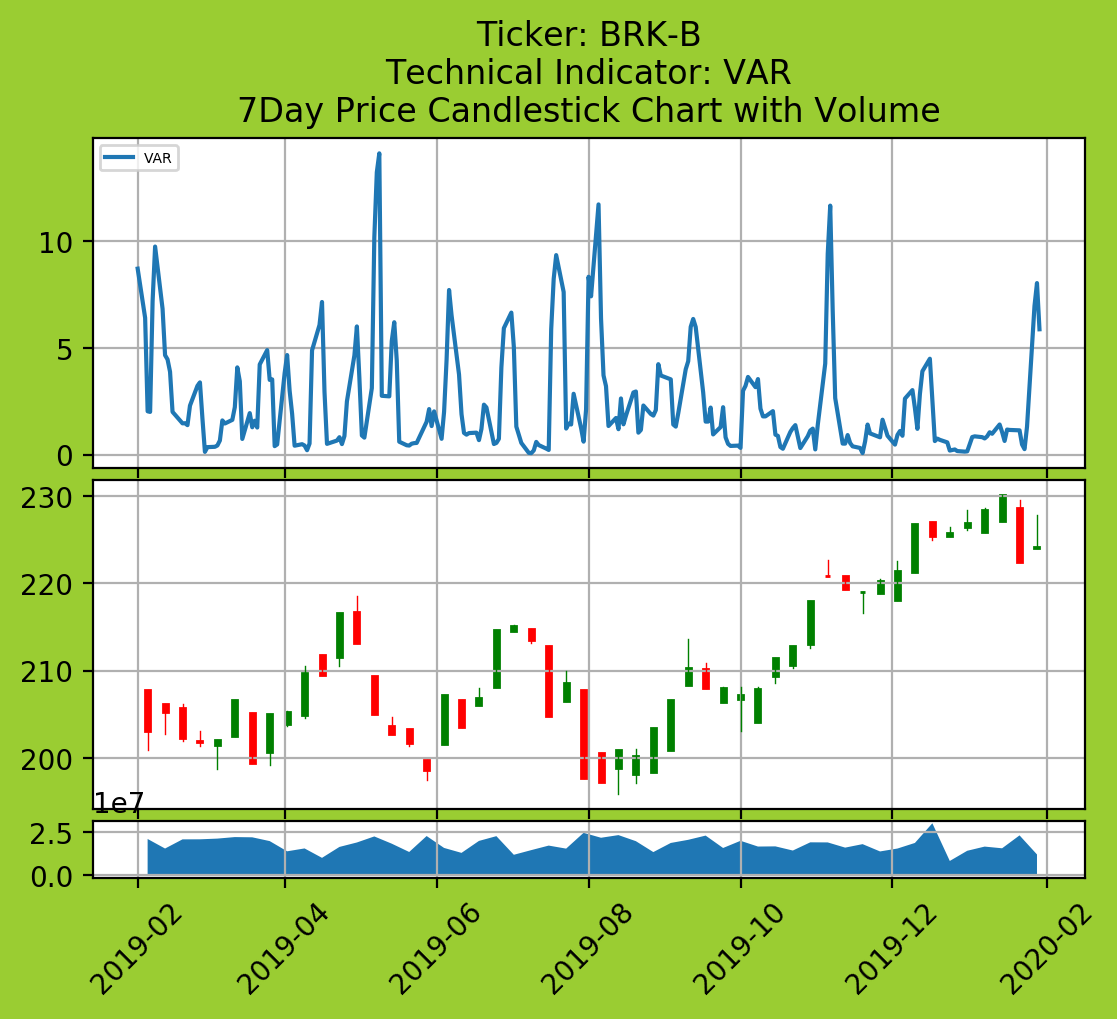 Ticker: BRK-B
Technical Indicator: VAR
7Day Price Candlestick Chart with Volume
VAR
10
5
0
230
220
210
200
1e7
2.5
0.0
2019-02 2019-04 2019-06 2019-08 2019-10 2019-12 2020-02